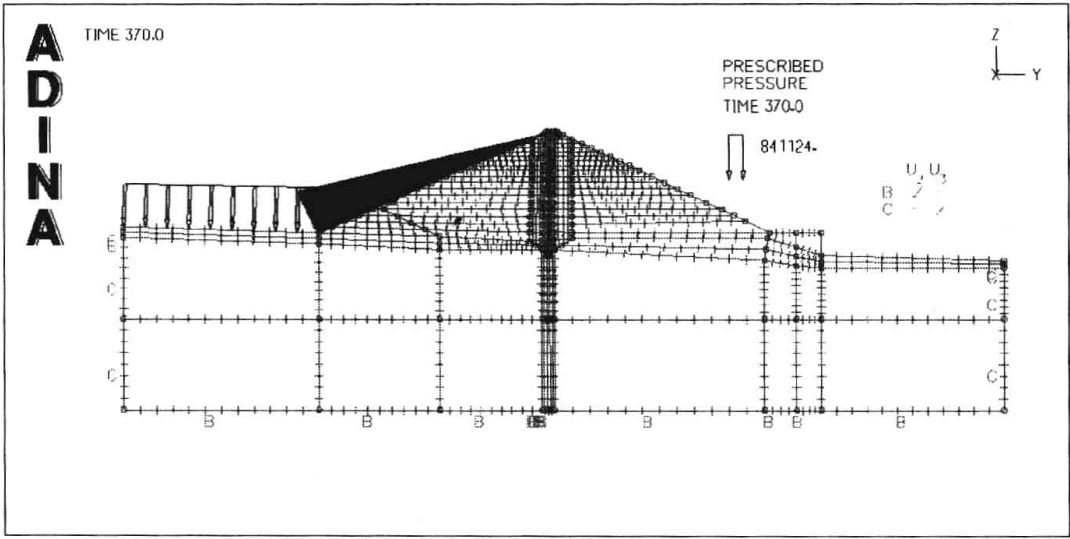 ADINA
TIME 370.0
PRESCRIBED
PRESSURE
TIME 370.0
841124.
Z
X Y
U₂ U₃
B
C
E
C
C
C
C
C
B B B B B B B